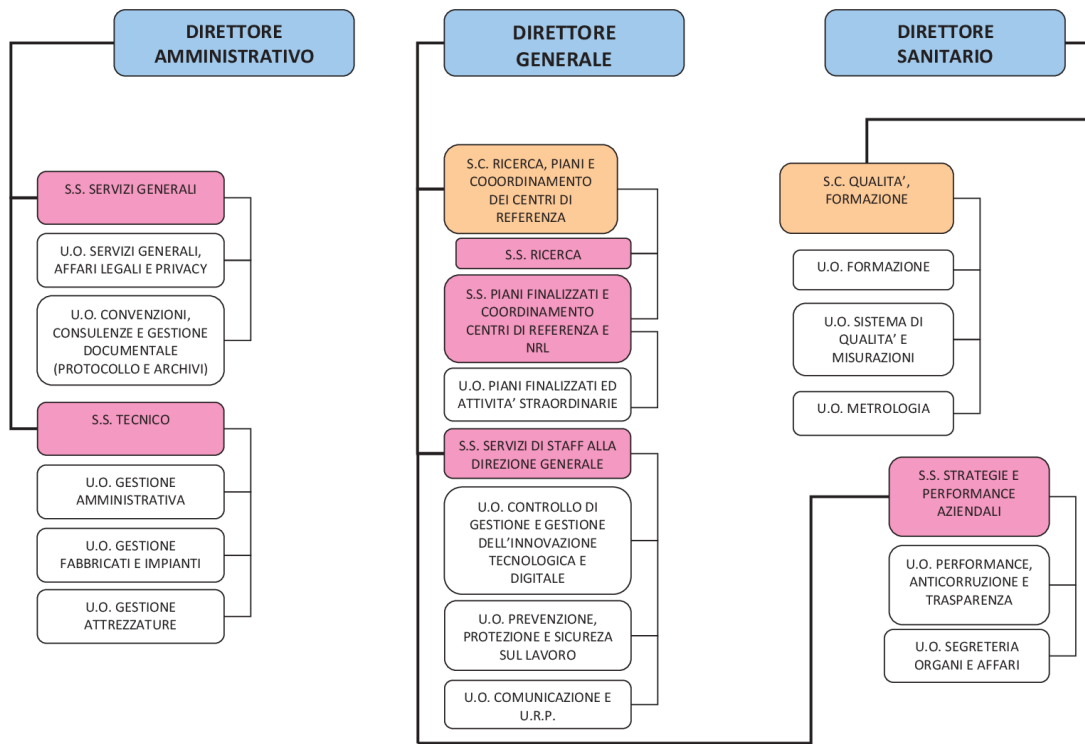 DIRETTORE
AMMINISTRATIVO
S.S. SERVIZI GENERALI
U.O. SERVIZI GENERALI,
AFFARI LEGALI E PRIVACY
U.O. CONVENZIONI,
CONSULENZE E GESTIONE
DOCUMENTALE
(PROTOCOLLO E ARCHIVI)
S.S. TECNICO
U.O. GESTIONE
AMMINISTRATIVA
U.O. GESTIONE
FABBRICATI E IMPIANTI
U.O. GESTIONE
ATTREZZATURE
DIRETTORE
GENERALE
S.C. RICERCA, PIANI E
COOORDINAMENTO
DEI CENTRI DI
REFERENZA
S.S. RICERCA
S.S. PIANI FINALIZZATI E
COORDINAMENTO
CENTRI DI REFERENZA E
NRL
U.O. PIANI FINALIZZATI ED
ATTIVITA’ STRAORDINARIE
S.S. SERVIZI DI STAFF ALLA
DIREZIONE GENERALE
U.O. CONTROLLO DI
GESTIONE E GESTIONE
DELL’INNOVAZIONE
TECNOLOGICA E
DIGITALE
U.O. PREVENZIONE,
PROTEZIONE E SICUREZA
SUL LAVORO
U.O. COMUNICAZIONE E
U.R.P.
DIRETTORE
SANITARIO
S.C. QUALITA’,
FORMAZIONE
U.O. FORMAZIONE
U.O. SISTEMA DI
QUALITA’ E
MISURAZIONI
U.O. METROLOGIA
S.S. STRATEGIE E
PERFORMANCE
AZIENDALI
U.O. PERFORMANCE,
ANTICORRUZIONE E
TRASPARENZA
U.O. SEGRETERIA
ORGANI E AFFARI